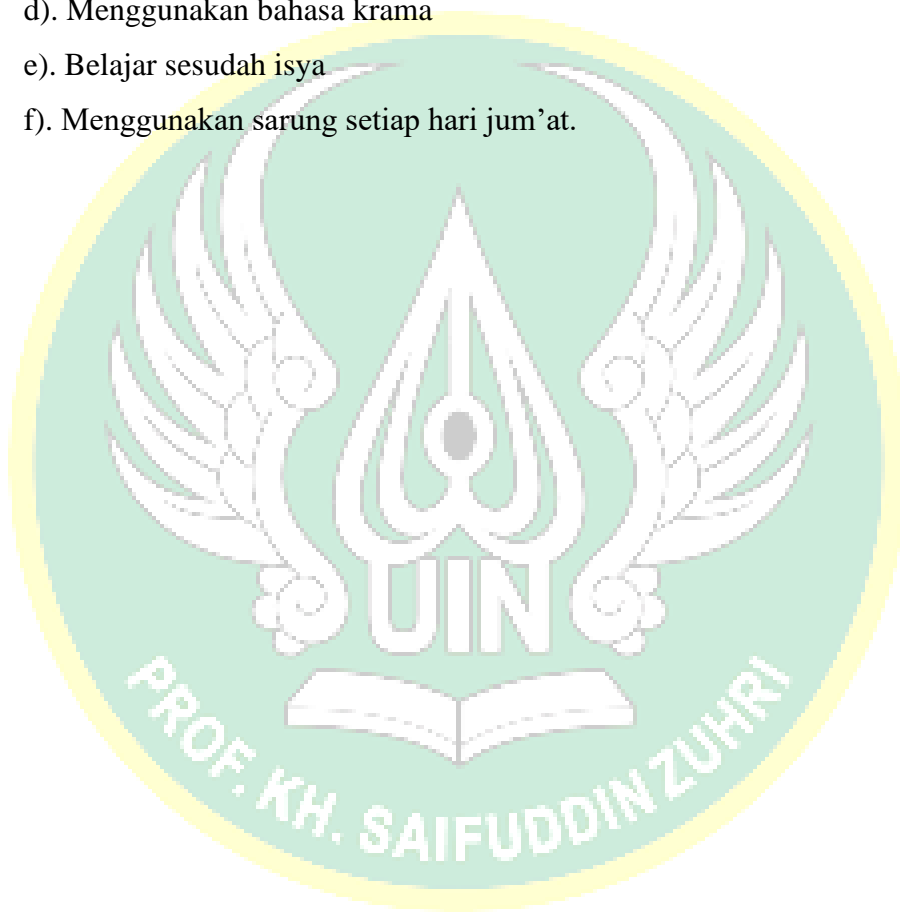 d). Menggunakan bahasa krama
e). Belajar sesudah isya
f). Menggunakan sarung setiap hari jum’at.
UIN
PROF. KH. SAIFUDDIN ZUHRI